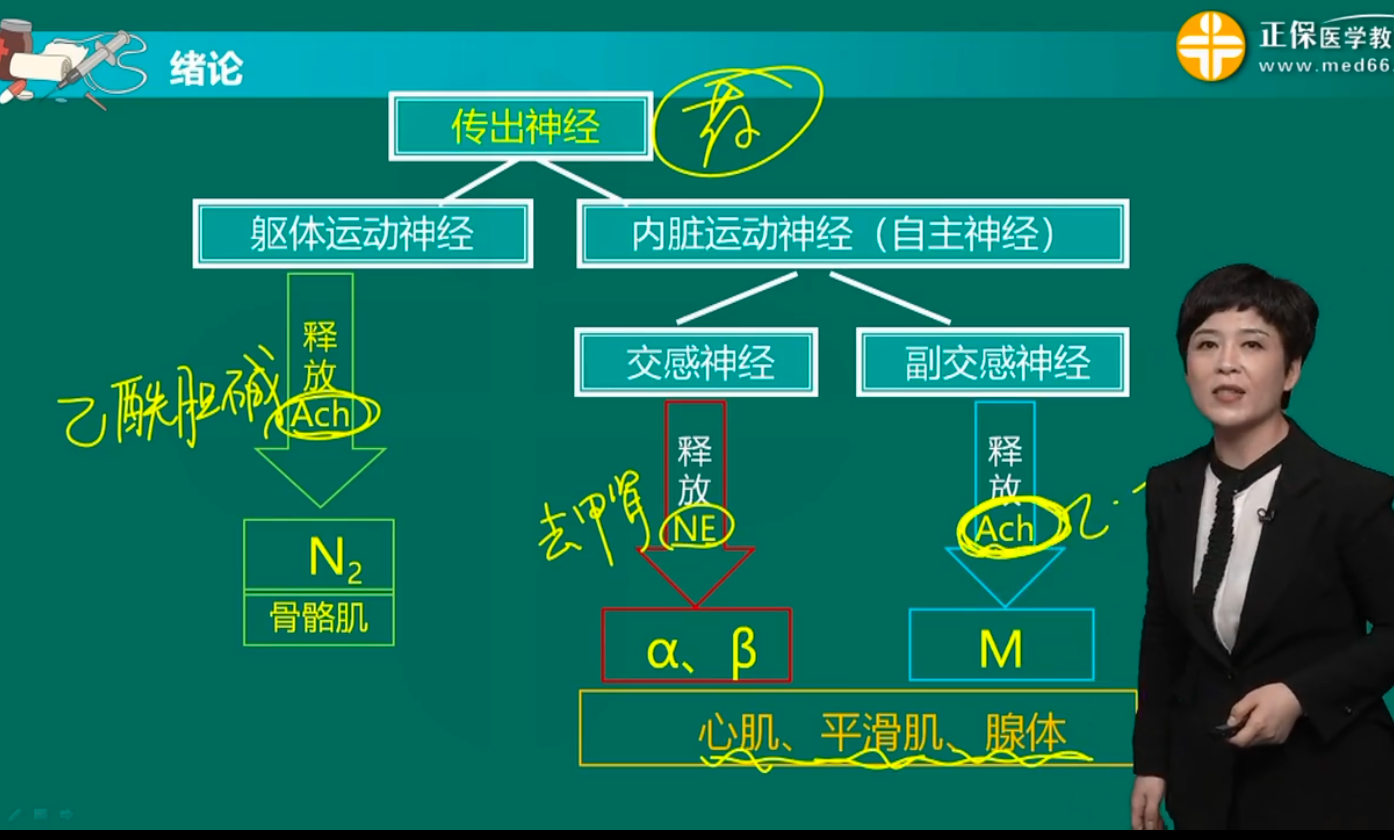 绪论
正保医学教
www.med66.
传出神经
药
躯体运动神经
内脏运动神经（自主神经）
释放
Ach
乙酰胆碱
交感神经
副交感神经
释放
NE
去甲肾
释放
Ach
乙
N₂
骨骼肌
α、β
M
心肌、平滑肌、腺体